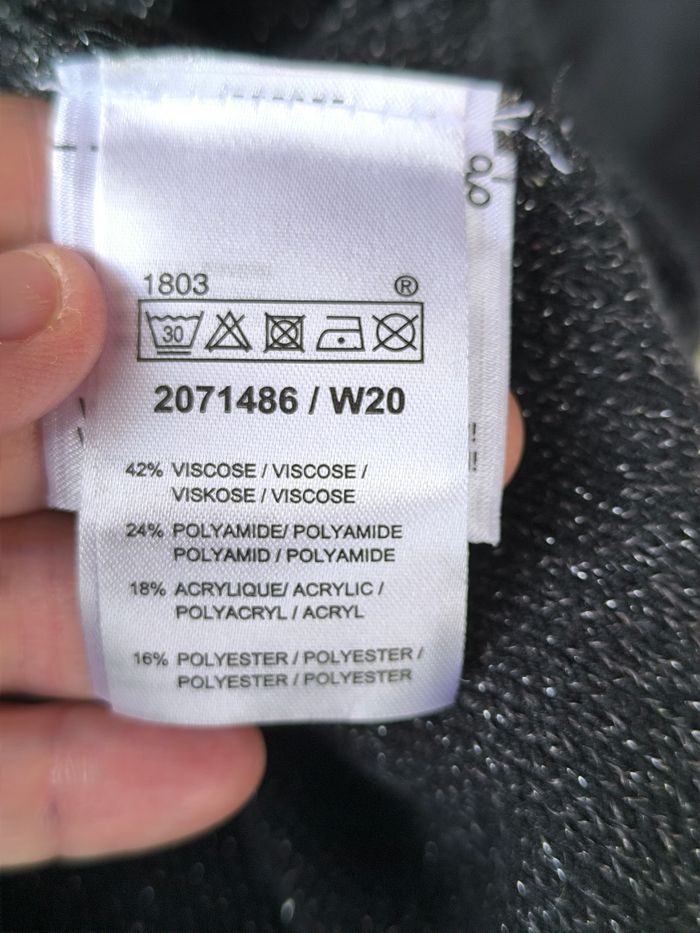 1803 ®
30
2071486 / W20
42% VISCOSE / VISCOSE /
VISKOSE / VISCOSE
24% POLYAMIDE/ POLYAMIDE
POLYAMID / POLYAMIDE
18% ACRYLIQUE/ ACRYLIC /
POLYACRYL / ACRYL
16% POLYESTER / POLYESTER /
POLYESTER / POLYESTER